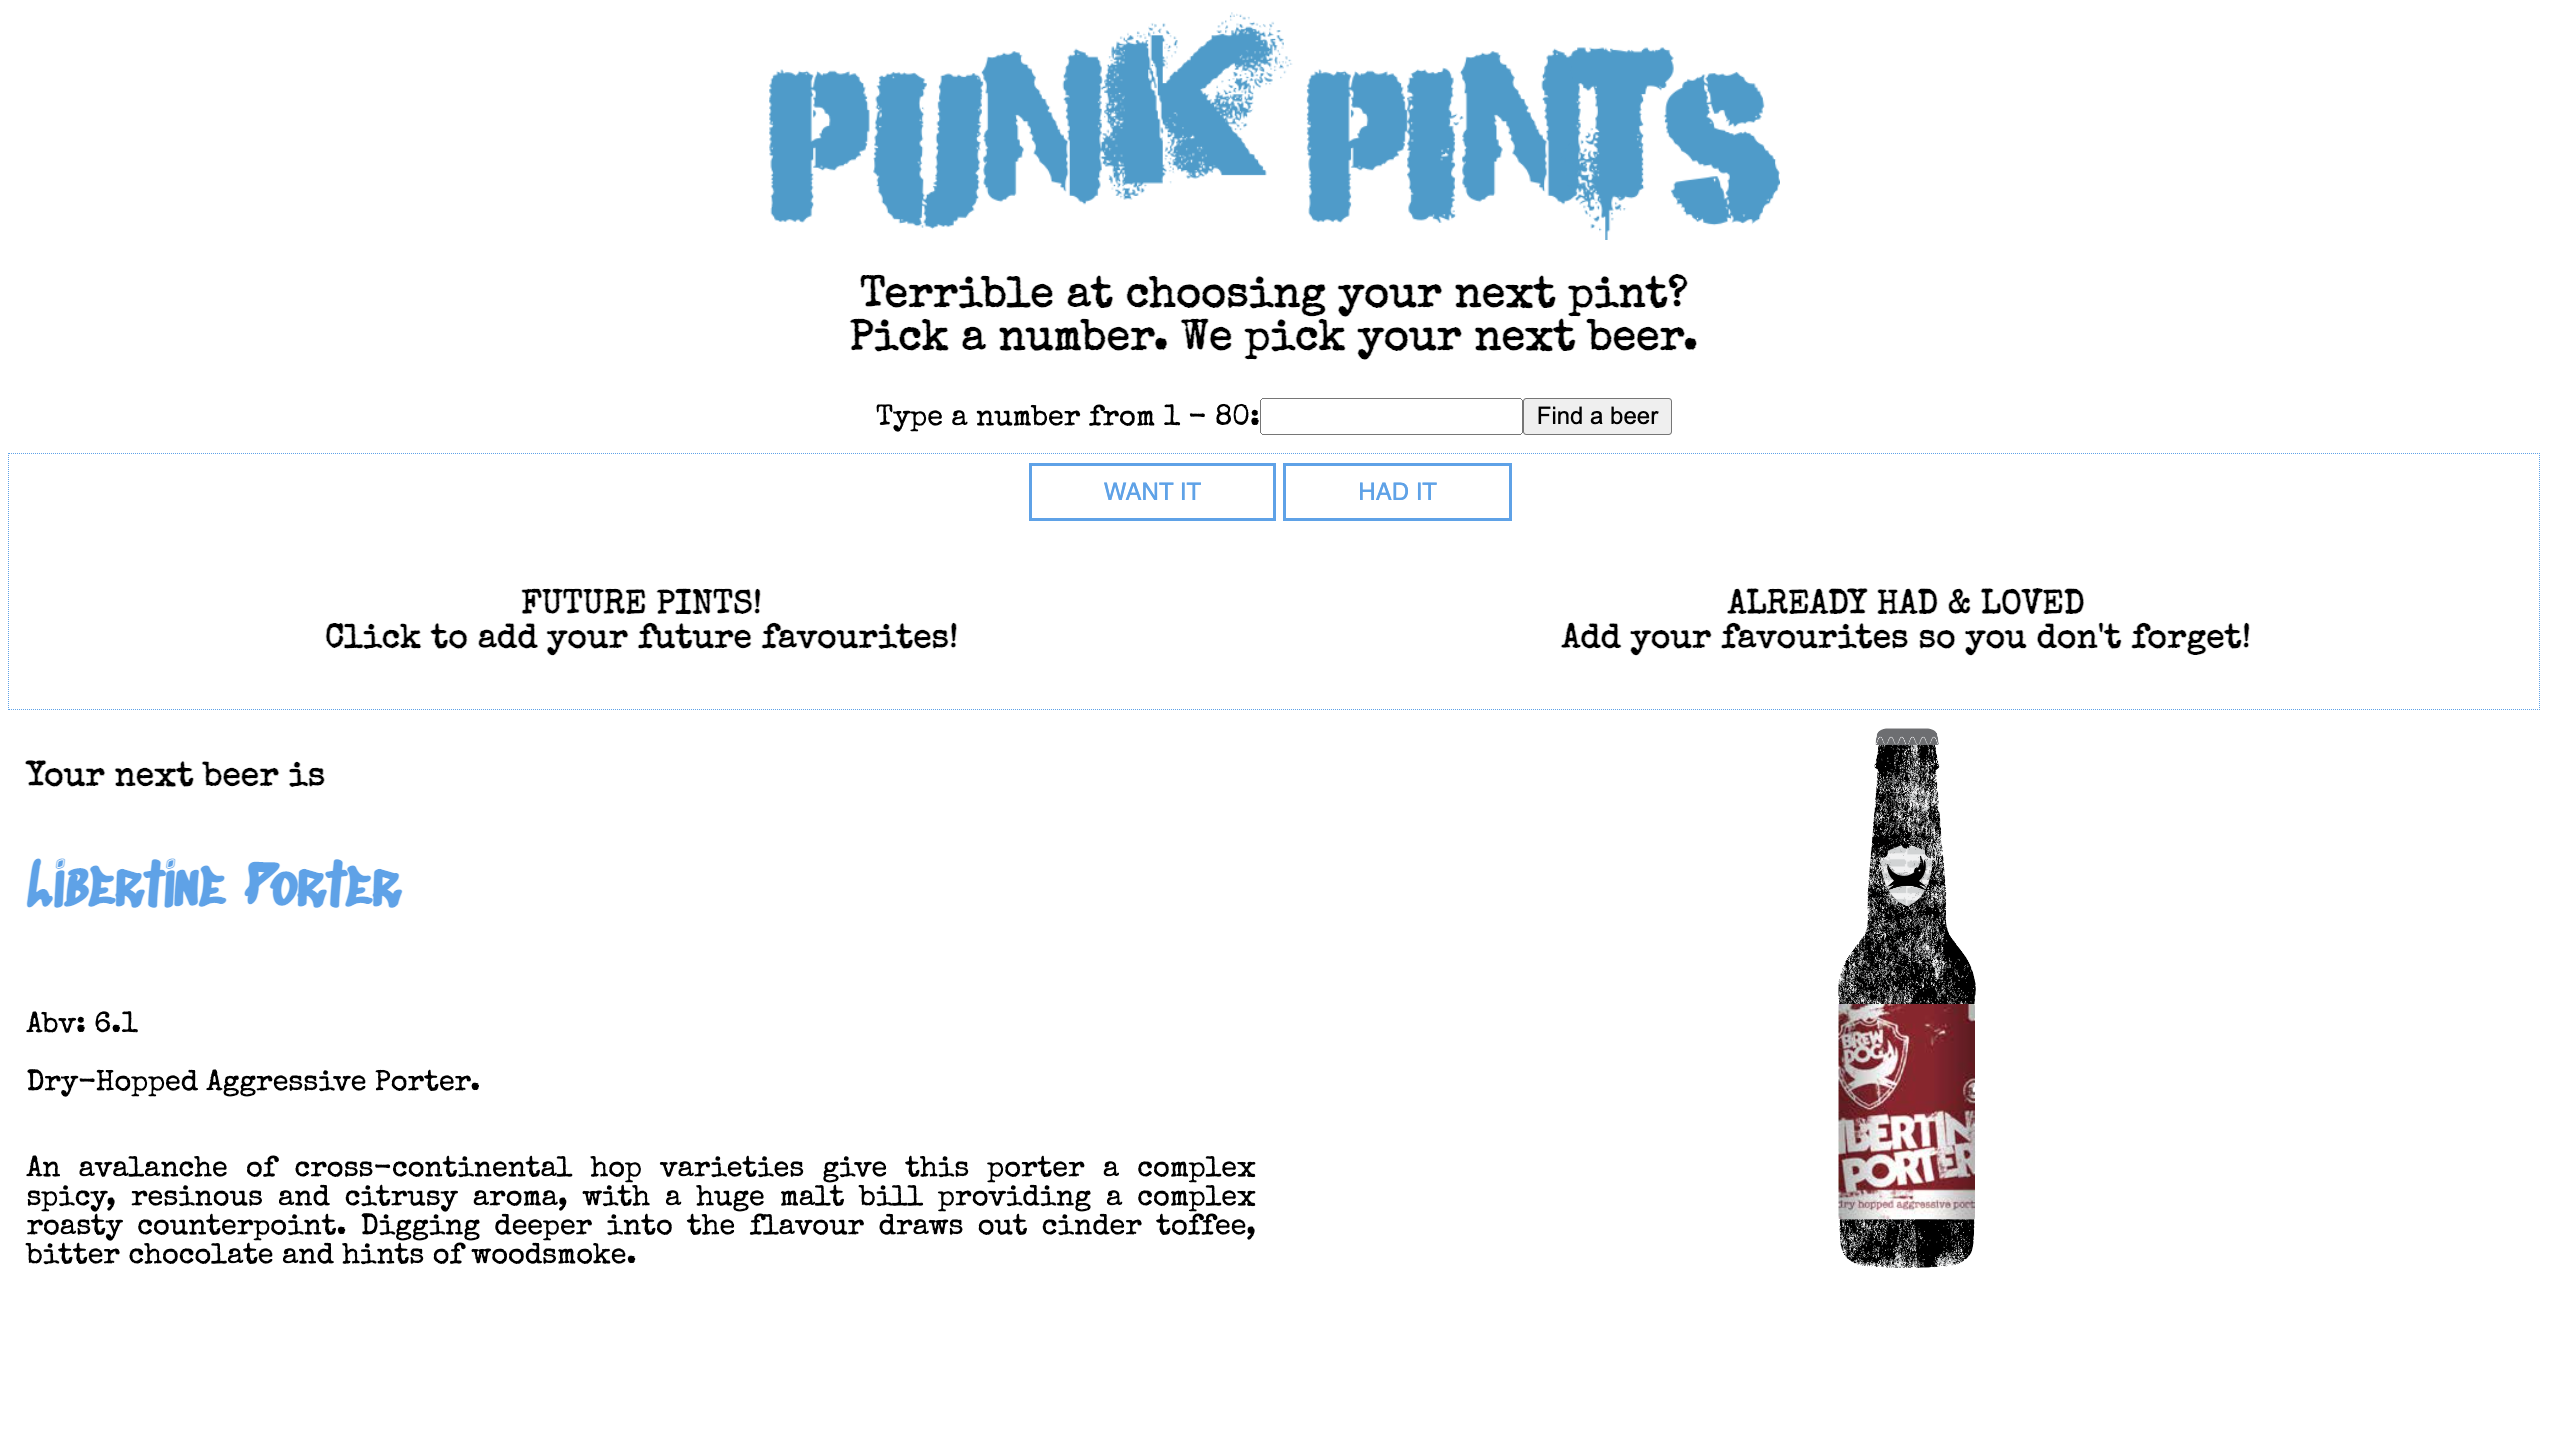 PUNK PINTS
Terrible at choosing your next pint?
Pick a number. We pick your next beer.
Type a number from 1 - 80:
Find a beer
WANT IT
HAD IT
FUTURE PINTS!
Click to add your future favourites!
ALREADY HAD & LOVED
Add your favourites so you don't forget!
Your next beer is
Libertine Porter
Abv: 6.1
Dry-Hopped Aggressive Porter.
An avalanche of cross-continental hop varieties give this porter a complex
spicy, resinous and citrusy aroma, with a huge malt bill providing a complex
roasty counterpoint. Digging deeper into the flavour draws out cinder toffee,
bitter chocolate and hints of woodsmoke.
BREW
DOG
IBERTIN
PORTER
dry hopped aggressive port